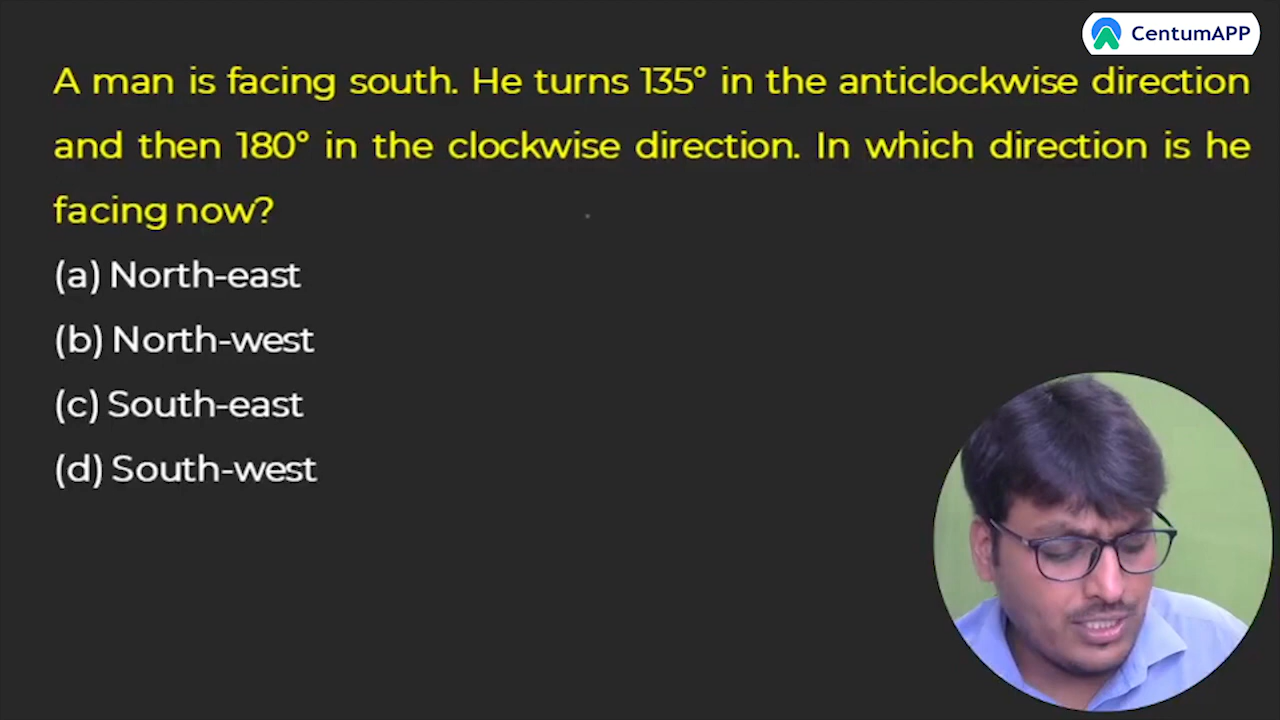 CentumAPP
A man is facing south. He turns 135° in the anticlockwise direction
and then 180° in the clockwise direction. In which direction is he
facing now?
(a) North-east
(b) North-west
(c) South-east
(d) South-west